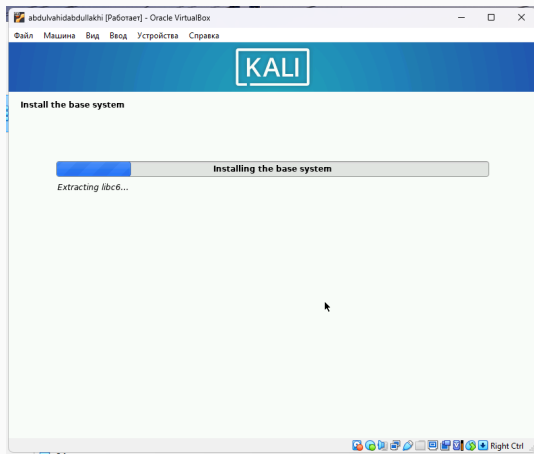 abdulvahidabdullakhi [Работает] - Oracle VirtualBox
Файл Машина Вид Ввод Устройства Справка
KALI
Install the base system
Installing the base system
Extracting libc6...
Right Ctrl